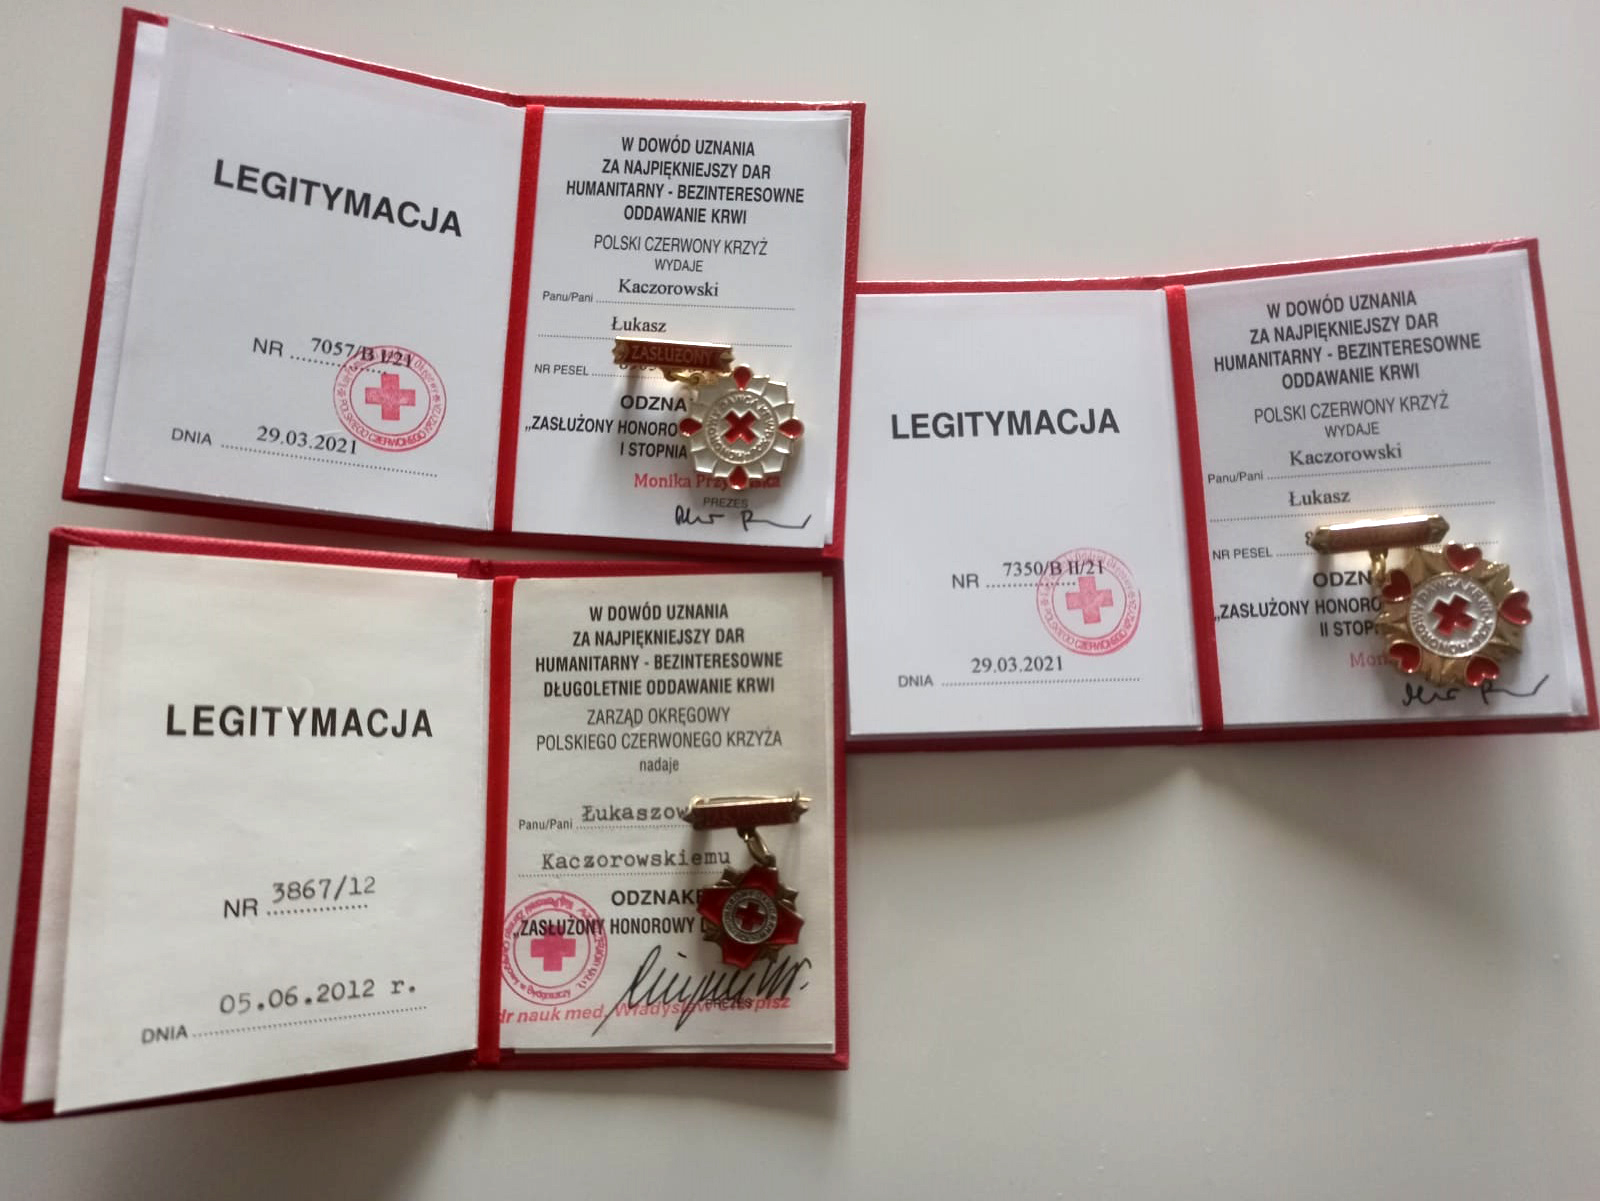 LEGITYMACJA
NR 7057/B I/21
DNIA 29.03.2021
W DOWÓD UZNANIA
ZA NAJPIĘKNIEJSZY DAR
HUMANITARNY - BEZINTERESOWNE
ODDAWANIE KRWI
POLSKI CZERWONY KRZYŻ
WYDAJE
Panu/Pani Kaczorowski
Łukasz
ZASŁUŻONY
NR PESEL
ODZNA
„ZASŁUŻONY HONORO
I STOPNIA
Monika
PREZES
LEGITYMACJA
NR 7350/B II/21
DNIA 29.03.2021
W DOWÓD UZNANIA
ZA NAJPIĘKNIEJSZY DAR
HUMANITARNY - BEZINTERESOWNE
ODDAWANIE KRWI
POLSKI CZERWONY KRZYŻ
WYDAJE
Panu/Pani Kaczorowski
Łukasz
NR PESEL
ODZN
„ZASŁUŻONY HONORO
II STOP
Mon
LEGITYMACJA
NR 3867/12
DNIA 05.06.2012 r.
W DOWÓD UZNANIA
ZA NAJPIĘKNIEJSZY DAR
HUMANITARNY - BEZINTERESOWNE
DŁUGOLETNIE ODDAWANIE KRWI
ZARZĄD OKRĘGOWY
POLSKIEGO CZERWONEGO KRZYŻA
nadaje
Panu/Pani Łukaszow
Kaczorowskiemu
ODZNAKĘ
„ZASŁUŻONY HONOROWY D
PREZES
dr nauk med. Władysław Cierpisz